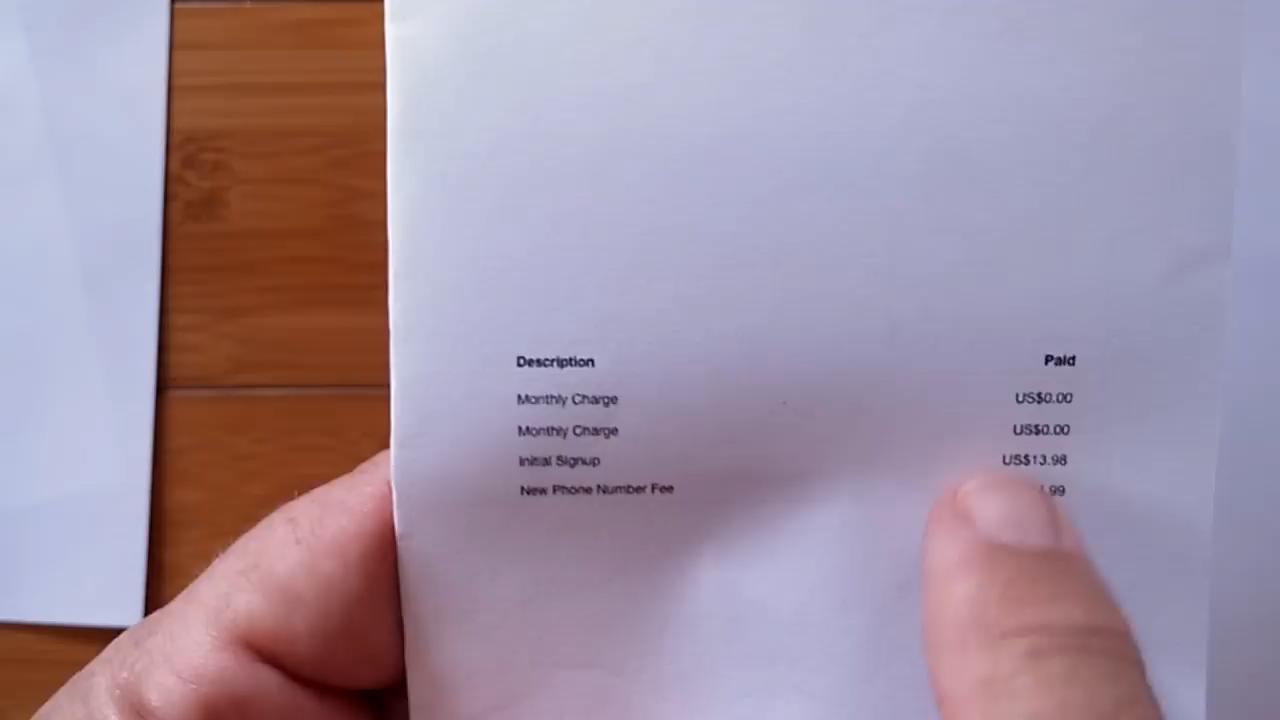 Description Paid
Monthly Charge US$0.00
Monthly Charge US$0.00
Initial Signup US$13.98
New Phone Number Fee .99